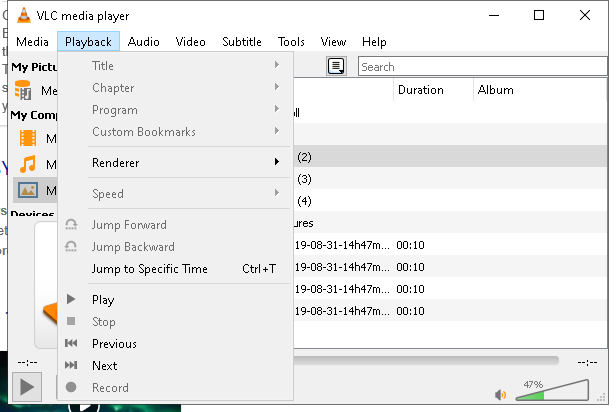 VLC media player
Media Playback Audio Video Subtitle Tools View Help
My Pictu
Title
Search
Me
Chapter
Duration Album
Program
ll
My Comp
Custom Bookmarks
M
Renderer
(2)
M
(3)
M
Speed
(4)
Devices
Jump Forward
ures
Jump Backward
19-08-31-14h47m... 00:10
Jump to Specific Time Ctrl+T
19-08-31-14h47m... 00:10
Play
19-08-31-14h47m... 00:10
Stop
19-08-31-14h47m... 00:10
Previous
--:--
Next
--:--
Record
47%